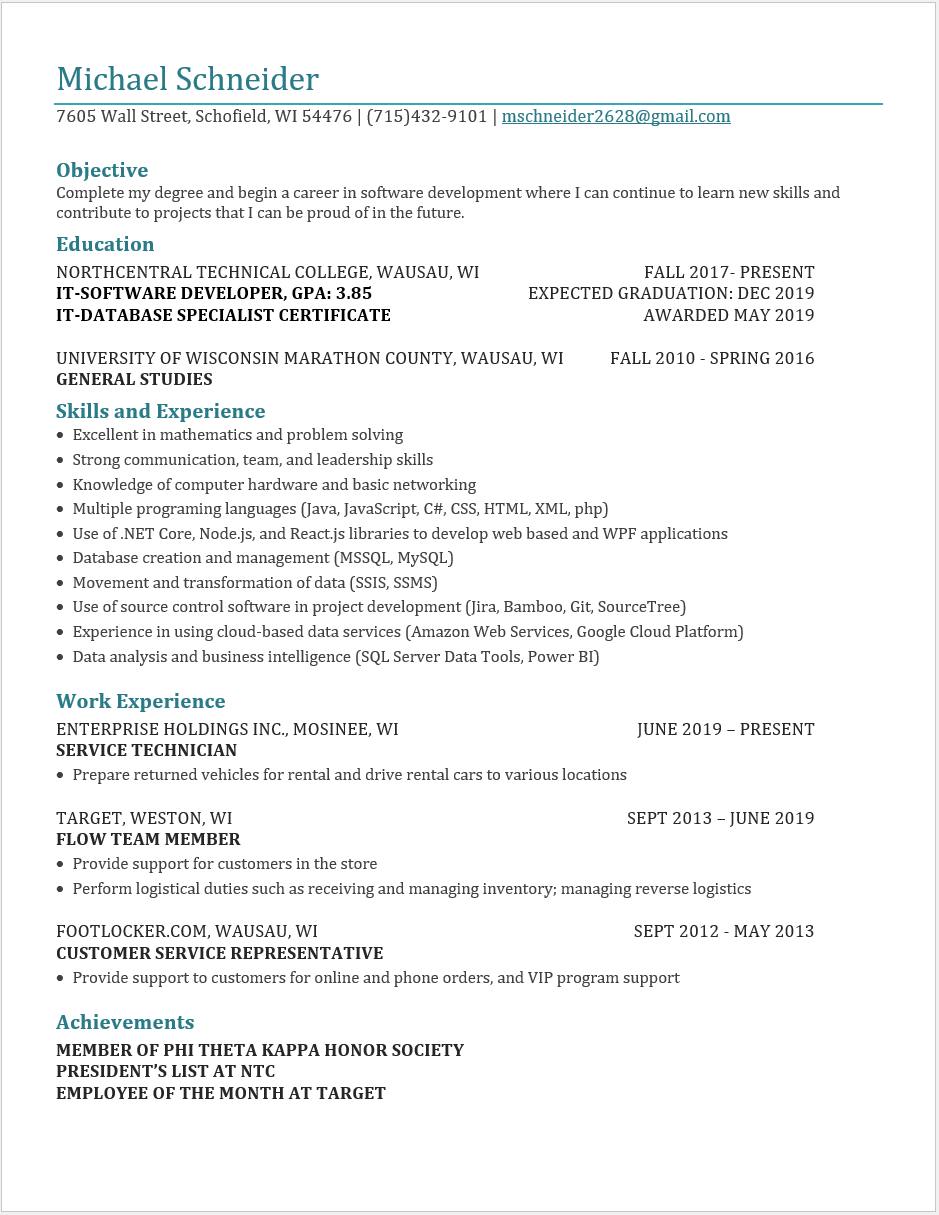 Michael Schneider
7605 Wall Street, Schofield, WI 54476 | (715)432-9101 | mschneider2628@gmail.com
Objective
Complete my degree and begin a career in software development where I can continue to learn new skills and
contribute to projects that I can be proud of in the future.
Education
NORTHCENTRAL TECHNICAL COLLEGE, WAUSAU, WI FALL 2017- PRESENT
IT-SOFTWARE DEVELOPER, GPA: 3.85 EXPECTED GRADUATION: DEC 2019
IT-DATABASE SPECIALIST CERTIFICATE AWARDED MAY 2019
UNIVERSITY OF WISCONSIN MARATHON COUNTY, WAUSAU, WI FALL 2010 - SPRING 2016
GENERAL STUDIES
Skills and Experience
• Excellent in mathematics and problem solving
• Strong communication, team, and leadership skills
• Knowledge of computer hardware and basic networking
• Multiple programing languages (Java, JavaScript, C#, CSS, HTML, XML, php)
• Use of .NET Core, Node.js, and React.js libraries to develop web based and WPF applications
• Database creation and management (MSSQL, MySQL)
• Movement and transformation of data (SSIS, SSMS)
• Use of source control software in project development (Jira, Bamboo, Git, SourceTree)
• Experience in using cloud-based data services (Amazon Web Services, Google Cloud Platform)
• Data analysis and business intelligence (SQL Server Data Tools, Power BI)
Work Experience
ENTERPRISE HOLDINGS INC., MOSINEE, WI JUNE 2019 – PRESENT
SERVICE TECHNICIAN
• Prepare returned vehicles for rental and drive rental cars to various locations
TARGET, WESTON, WI SEPT 2013 – JUNE 2019
FLOW TEAM MEMBER
• Provide support for customers in the store
• Perform logistical duties such as receiving and managing inventory; managing reverse logistics
FOOTLOCKER.COM, WAUSAU, WI SEPT 2012 - MAY 2013
CUSTOMER SERVICE REPRESENTATIVE
• Provide support to customers for online and phone orders, and VIP program support
Achievements
MEMBER OF PHI THETA KAPPA HONOR SOCIETY
PRESIDENT’S LIST AT NTC
EMPLOYEE OF THE MONTH AT TARGET